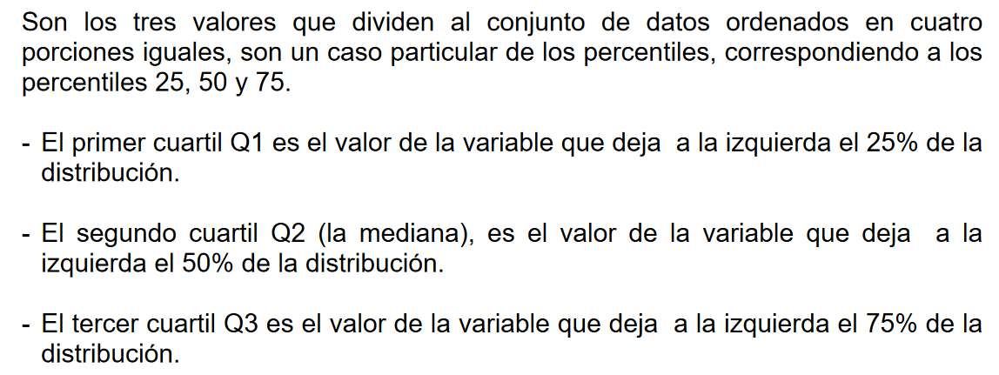 Son los tres valores que dividen al conjunto de datos ordenados en cuatro
porciones iguales, son un caso particular de los percentiles, correspondiendo a los
percentiles 25, 50 y 75.
- El primer cuartil Q1 es el valor de la variable que deja  a la izquierda el 25% de la
distribución.
- El segundo cuartil Q2 (la mediana), es el valor de la variable que deja  a la
izquierda el 50% de la distribución.
- El tercer cuartil Q3 es el valor de la variable que deja  a la izquierda el 75% de la
distribución.